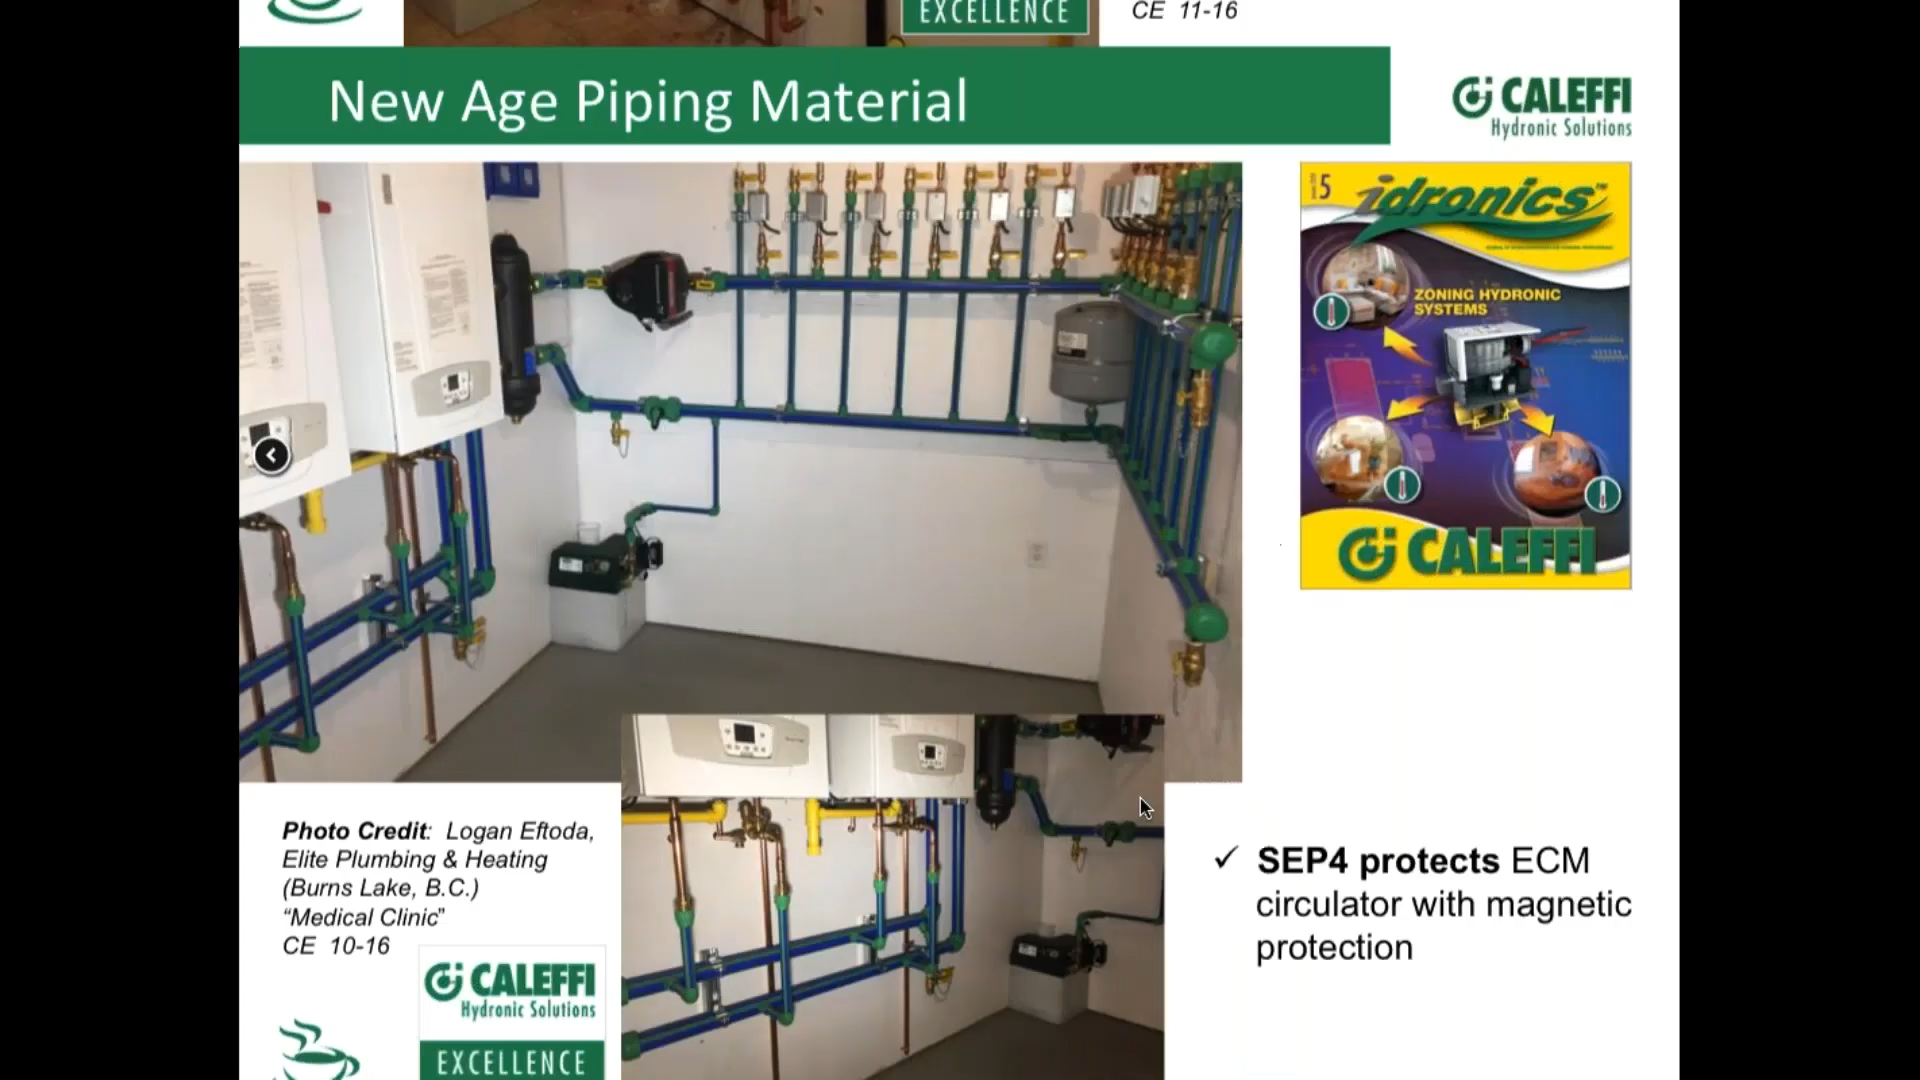 EXCELLENCE
CE 11-16
New Age Piping Material
CALEFFI
Hydronic Solutions
5
idronics™
ZONING HYDRONIC
SYSTEMS
CALEFFI
Photo Credit: Logan Eftoda,
Elite Plumbing & Heating
(Burns Lake, B.C.)
“Medical Clinic”
CE 10-16
CALEFFI
Hydronic Solutions
EXCELLENCE
✓ SEP4 protects ECM
circulator with magnetic
protection